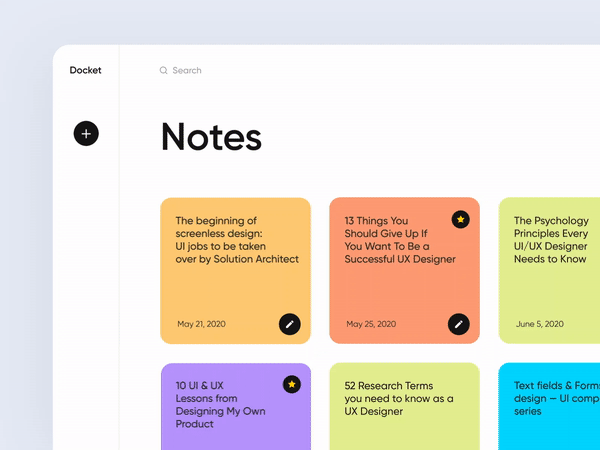 Docket
Search
Notes
The beginning of
screenless design:
UI jobs to be taken
over by Solution Architect
May 21, 2020
13 Things You
Should Give Up If
You Want To Be a
Successful UX Designer
May 25, 2020
The Psychology
Principles Every
UI/UX Designer
Needs to Know
June 5, 2020
10 UI & UX
Lessons from
Designing My Own
Product
52 Research Terms
you need to know as a
UX Designer
Text fields & Forms
design — UI comp
series